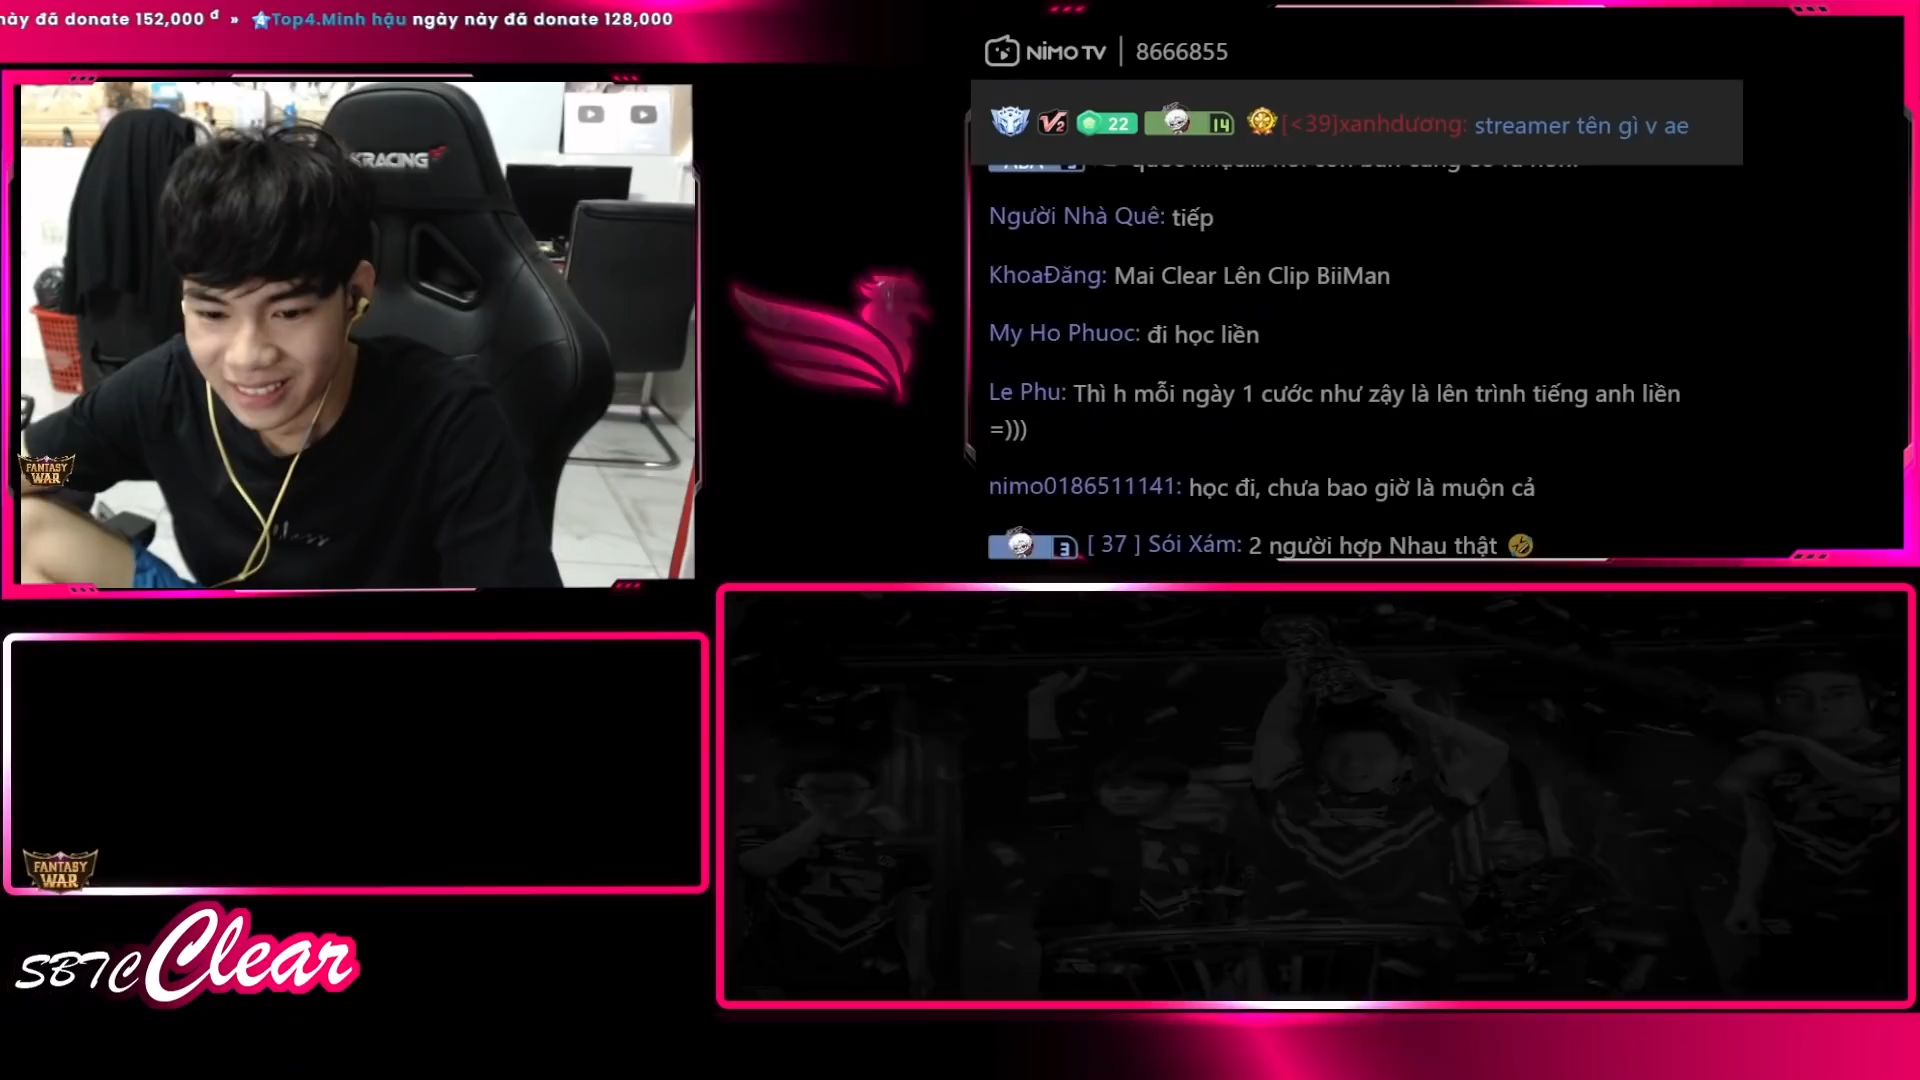 này đã donate 152,000 đ » Top4.Minh hậu ngày này đã donate 128,000
NIMO TV | 8666855
V2 22 14 [<39]xanhdương: streamer tên gì v ae
Người Nhà Quê: tiếp
KhoaĐăng: Mai Clear Lên Clip BiiMan
My Ho Phuoc: đi học liền
Le Phu: Thì h mỗi ngày 1 cước như zậy là lên trình tiếng anh liền
=)))
nimo0186511141: học đi, chưa bao giờ là muộn cả
3 [ 37 ] Sói Xám: 2 người hợp Nhau thật 🤣
KRACING
FANTASY
WAR
FANTASY
WAR
SBTC Clear